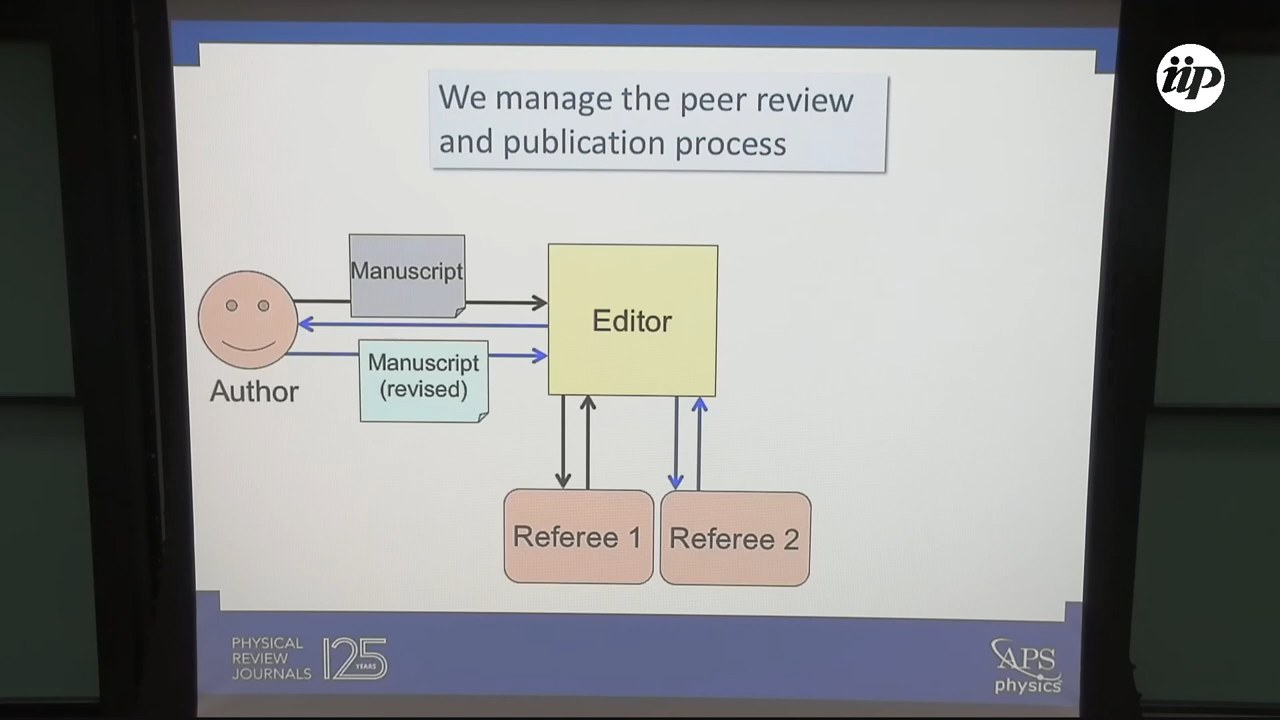 iip
We manage the peer review
and publication process
Manuscript
Editor
Manuscript
(revised)
Author
Referee 1
Referee 2
PHYSICAL
REVIEW
JOURNALS
125
YEARS
APS
physics